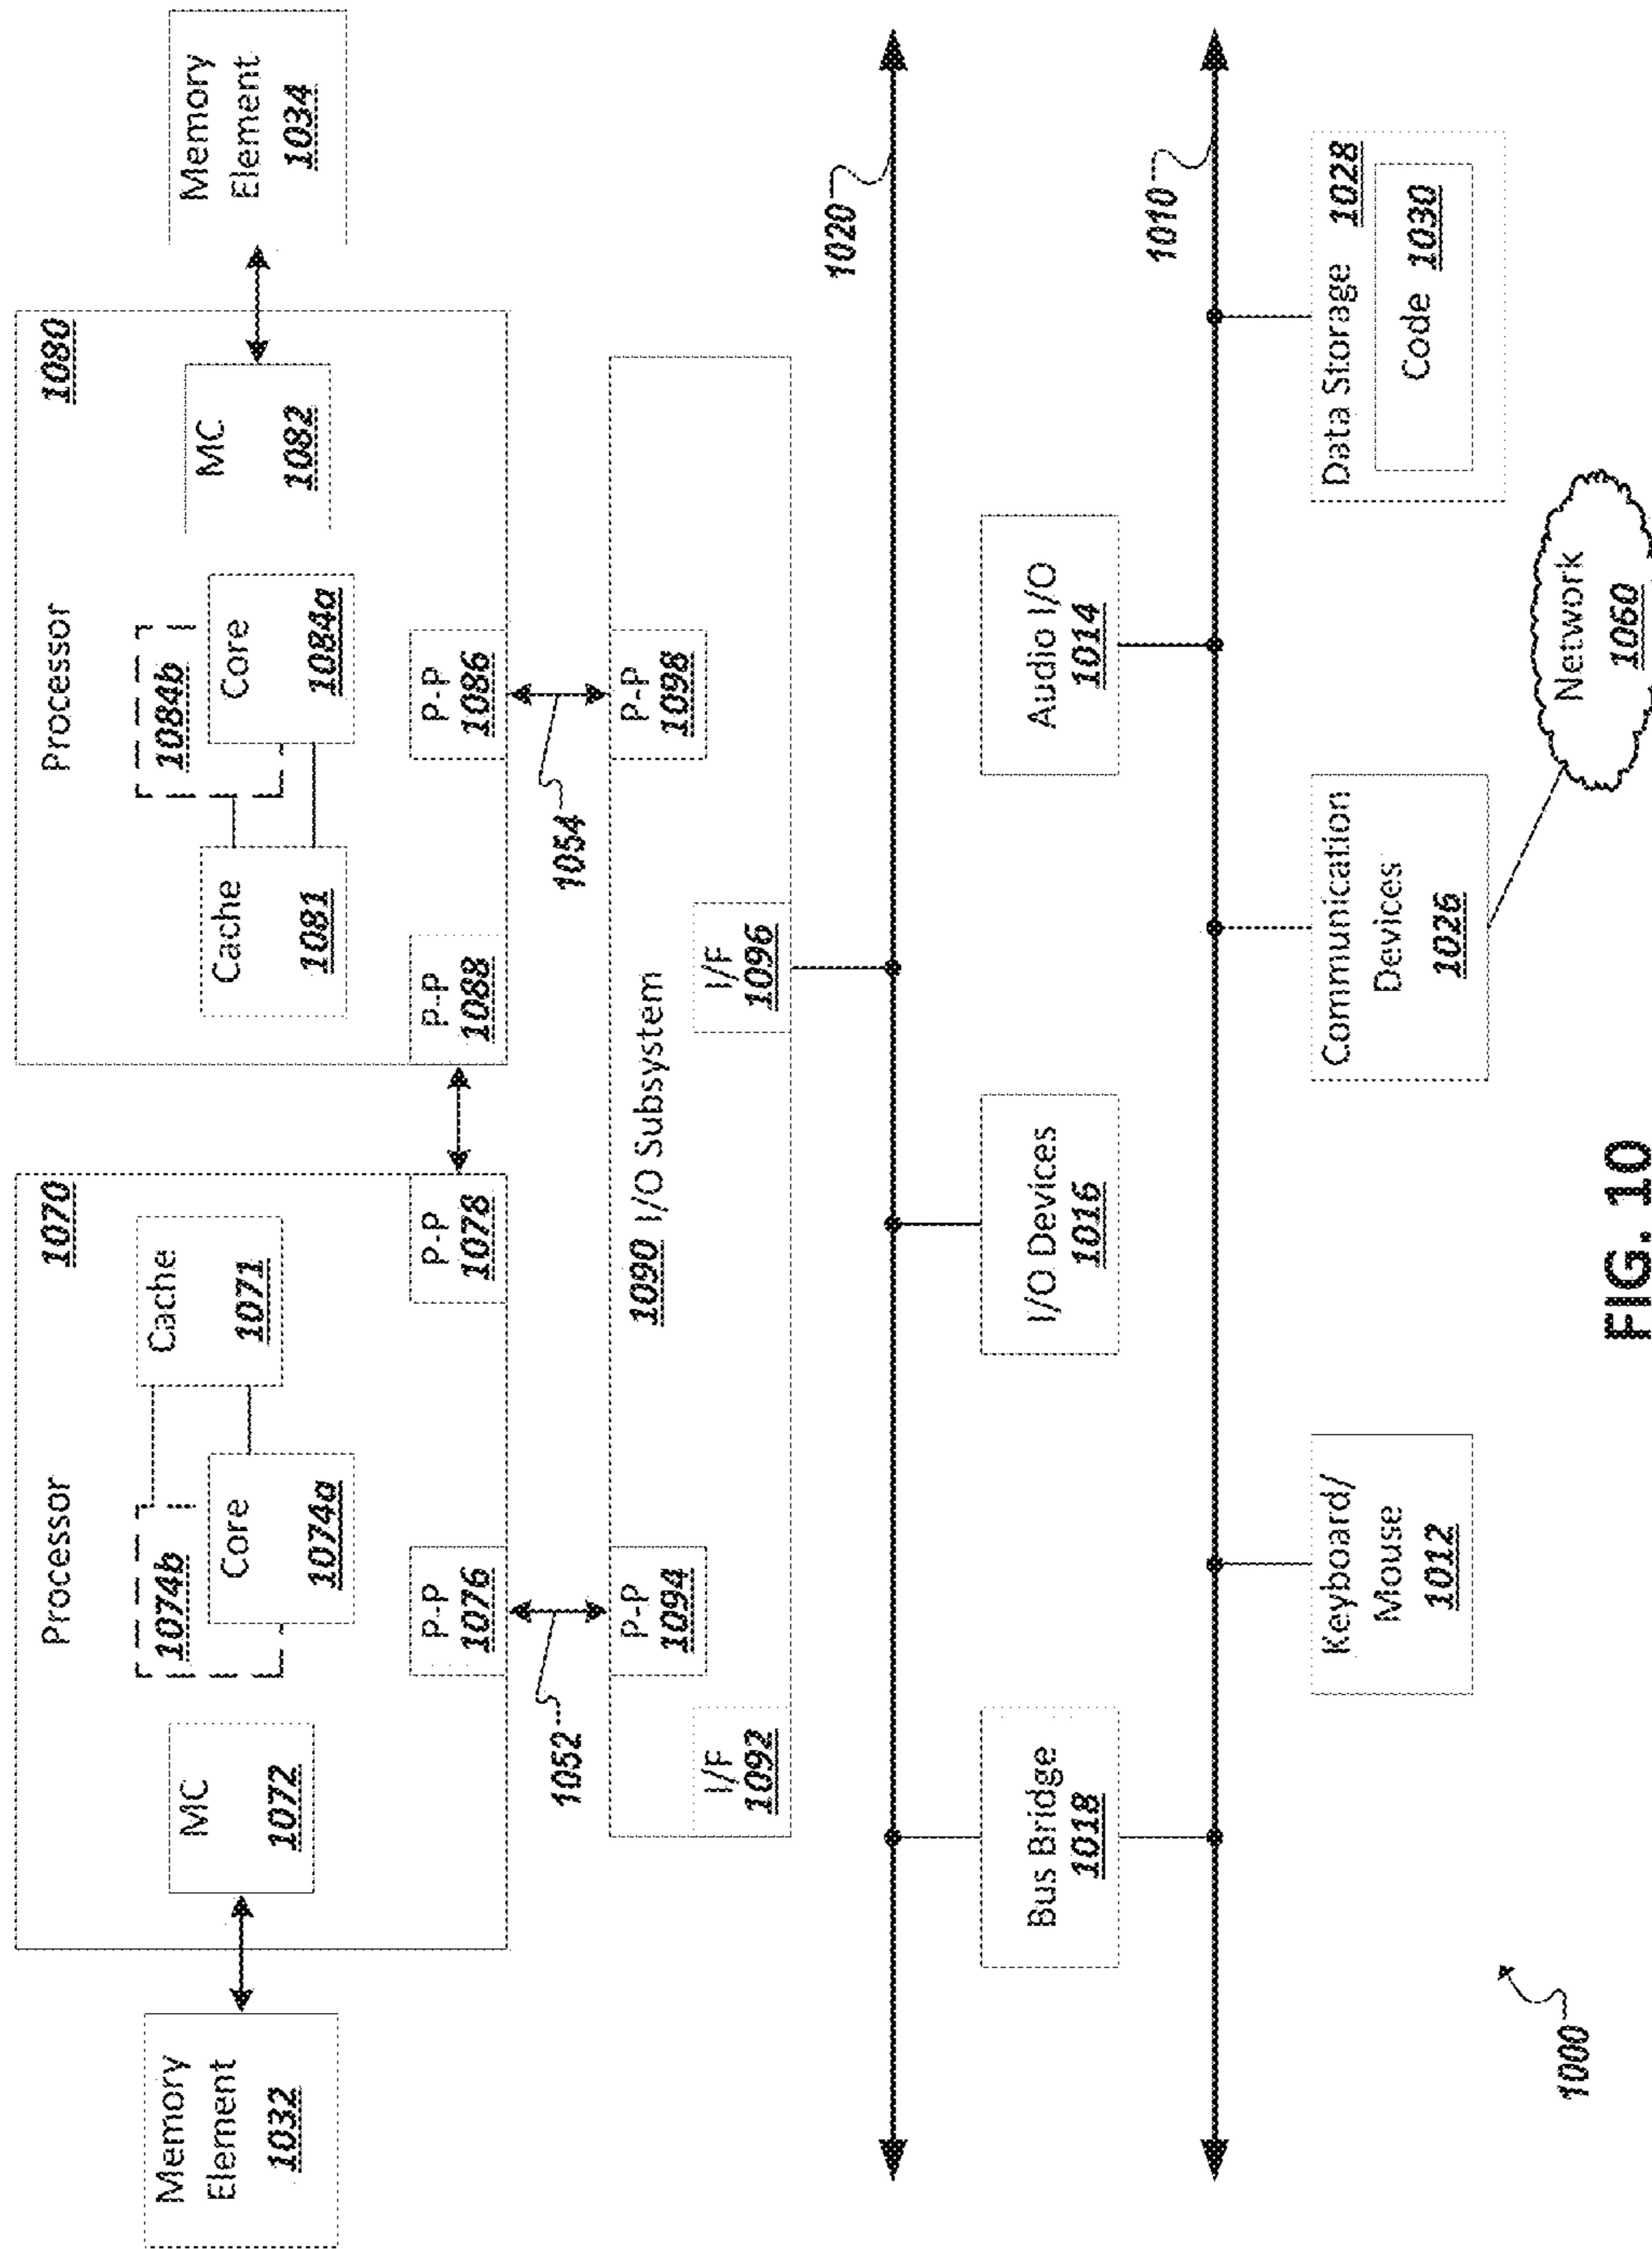 Processor
1070
Processor
1080
Memory
Element
1032
MC
1072
1074b
Core
1074a
Cache
1071
Cache
1081
1084b
Core
1084a
MC
1082
Memory
Element
1034
P-P
1076
P-P
1078
P-P
1088
P-P
1086
1052
1054
P-P
1094
1090 I/O Subsystem
P-P
1098
I/F
1092
I/F
1096
1020
Bus Bridge
1018
I/O Devices
1016
Audio I/O
1014
1010
Keyboard/
Mouse
1012
Communication
Devices
1026
Data Storage
1028
Code 1030
Network
1060
1000
FIG. 10